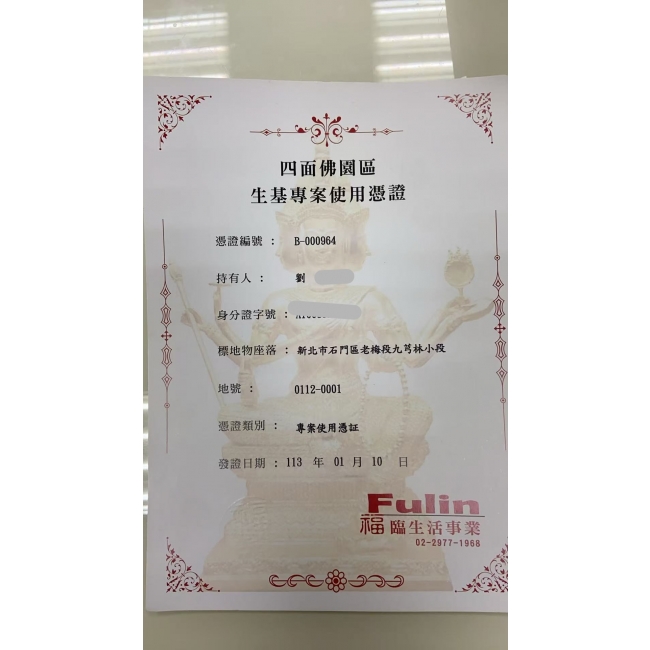 四面佛園區
生基專案使用憑證
憑證編號 : B-000964
持有人 : 劉
身分證字號 :
標地物座落 : 新北市石門區老梅段九芎林小段
地號 : 0112-0001
憑證類別 : 專案使用憑証
發證日期 : 113 年 01 月 10 日
Fulin
福臨生活事業
02-2977-1968